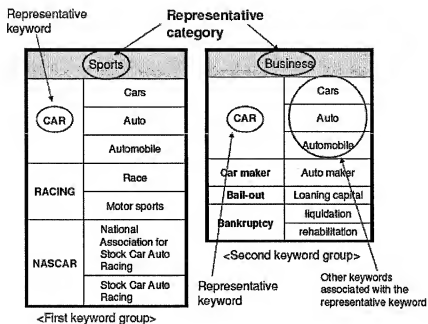 Representative
keyword
Representative
category
Sports
CAR
Cars
Auto
Automobile
RACING
Race
Motor sports
NASCAR
National
Association for
Stock Car Auto
Racing
Stock Car Auto
Racing
<First keyword group>
Business
CAR
Cars
Auto
Automobile
Car maker
Auto maker
Bail-out
Loaning capital
Bankruptcy
liquidation
rehabilitation
<Second keyword group>
Representative
keyword
Other keywords
associated with the
representative keyword